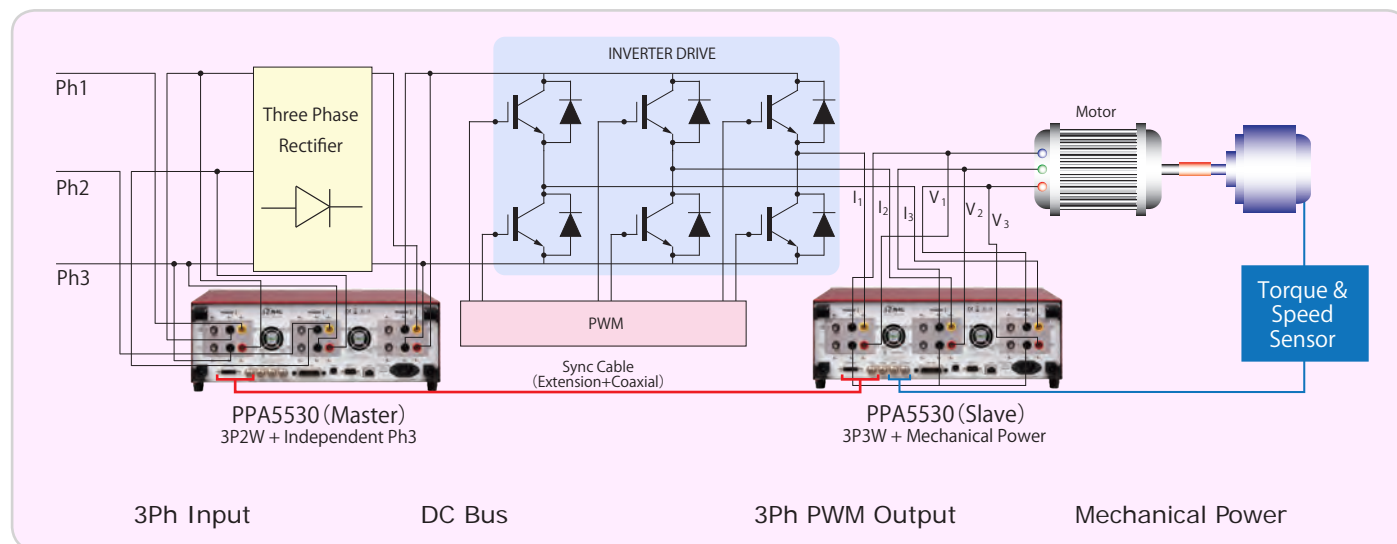 INVERTER DRIVE
Ph1
Ph2
Ph3
Three Phase
Rectifier
Motor
I1
I2
I3
V1
V2
V3
PWM
Torque &
Speed
Sensor
Sync Cable
(Extension+Coaxial)
PPA5530(Master)
3P2W + Independent Ph3
PPA5530(Slave)
3P3W + Mechanical Power
3Ph Input
DC Bus
3Ph PWM Output
Mechanical Power